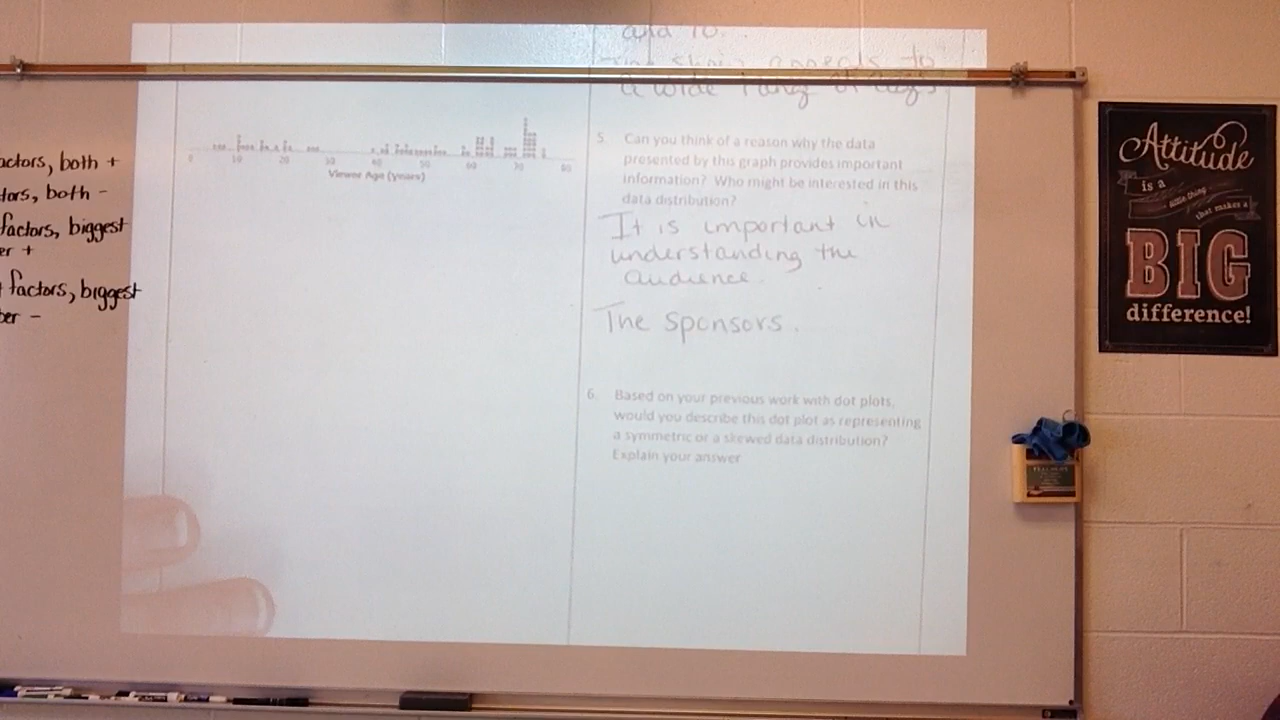 and 10.
appeals to
a wide range of ages
actors, both +
tors, both -
factors, biggest
er +
factors, biggest
ber -
0 10 20 30 40 50 60 70 80
Viewer Age (years)
5. Can you think of a reason why the data
presented by this graph provides important
information? Who might be interested in this
data distribution?
It is important in
understanding the
audience.
The sponsors.
6. Based on your previous work with dot plots,
would you describe this dot plot as representing
a symmetric or a skewed data distribution?
Explain your answer.
Attitude
is a
little thing
that makes a
BIG
difference!